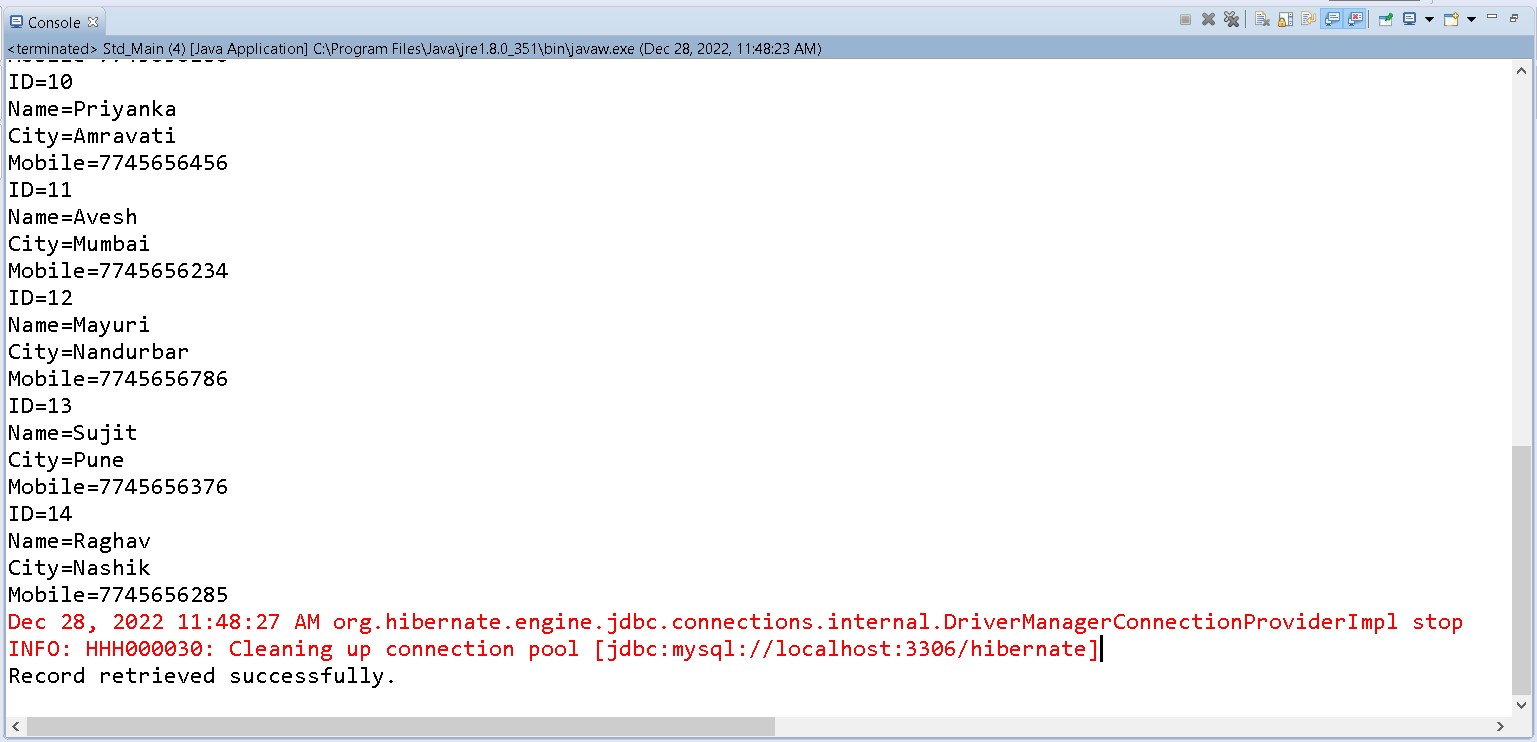 Console
<terminated> Std_Main (4) [Java Application] C:\Program Files\Java\jre1.8.0_351\bin\javaw.exe (Dec 28, 2022, 11:48:23 AM)
ID=10
Name=Priyanka
City=Amravati
Mobile=7745656456
ID=11
Name=Avesh
City=Mumbai
Mobile=7745656234
ID=12
Name=Mayuri
City=Nandurbar
Mobile=7745656786
ID=13
Name=Sujit
City=Pune
Mobile=7745656376
ID=14
Name=Raghav
City=Nashik
Mobile=7745656285
Dec 28, 2022 11:48:27 AM org.hibernate.engine.jdbc.connections.internal.DriverManagerConnectionProviderImpl stop
INFO: HHH000030: Cleaning up connection pool [jdbc:mysql://localhost:3306/hibernate]
Record retrieved successfully.